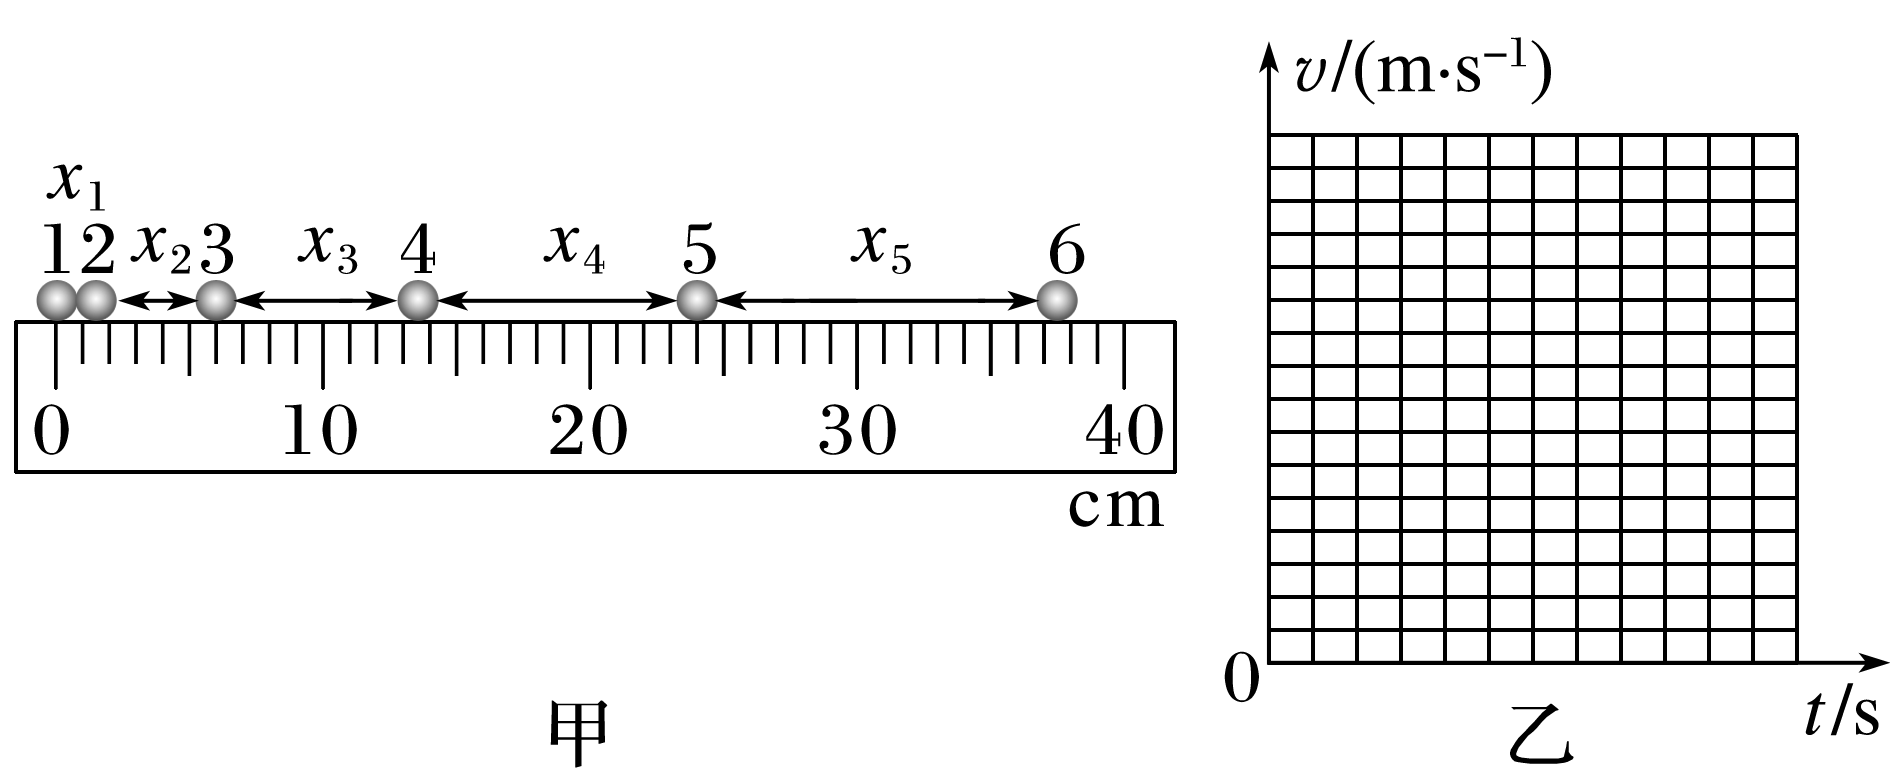 x₁
1 2 x₂ 3 x₃ 4 x₄ 5 x₅ 6
0 10 20 30 40
cm
甲
v/(m·s⁻¹)
0
t/s
乙